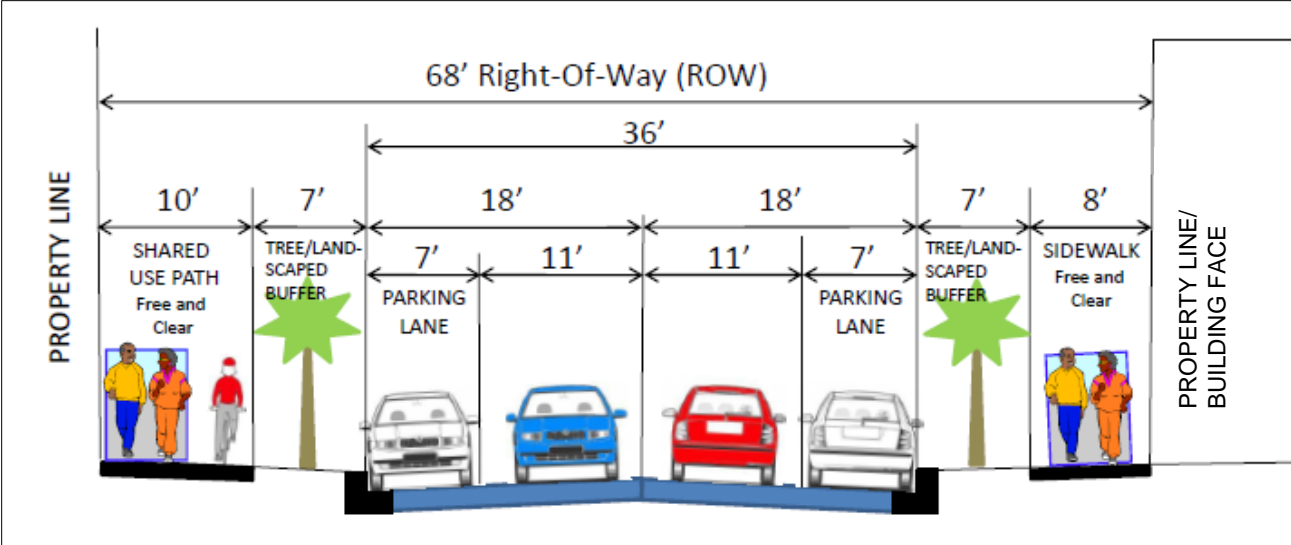 68’ Right-Of-Way (ROW)
36’
10’
7’
18’
18’
7’
8’
PROPERTY LINE
SHARED
USE PATH
Free and
Clear
TREE/LAND-
SCAPED
BUFFER
7’
11’
11’
7’
PARKING
LANE
PARKING
LANE
TREE/LAND-
SCAPED
BUFFER
SIDEWALK
Free and
Clear
PROPERTY LINE/
BUILDING FACE